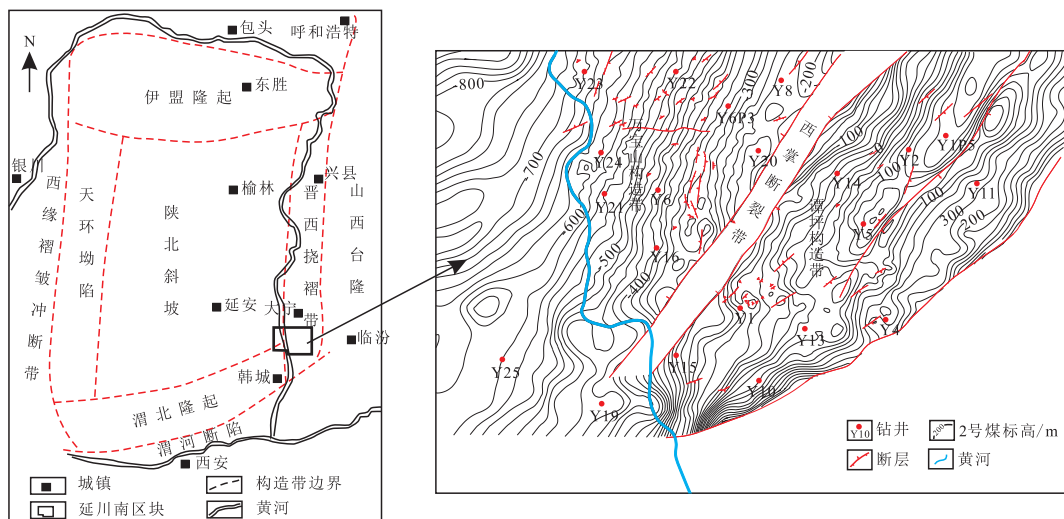 N
包头
呼和浩特
东胜
伊盟隆起
银川
西缘褶皱冲断带
天环坳陷
陕北斜坡
榆林
晋西挠褶带
兴县
山西台隆
延安
大宁
临汾
韩城
渭北隆起
渭河断陷
西安
城镇
构造带边界
延川南区块
黄河
-800
-700
-600
-500
-400
-300
-200
Y23
Y22
Y8
Y6P3
Y24
Y20
Y21
Y6
Y16
万宝山构造带
西掌断裂带
谭坪构造带
100
0
100
100
300
200
Y2
Y1P5
Y14
Y11
Y5
Y1
Y13
Y4
Y15
Y10
Y25
Y19
Y10 钻井
-200 2号煤标高/m
断层
黄河